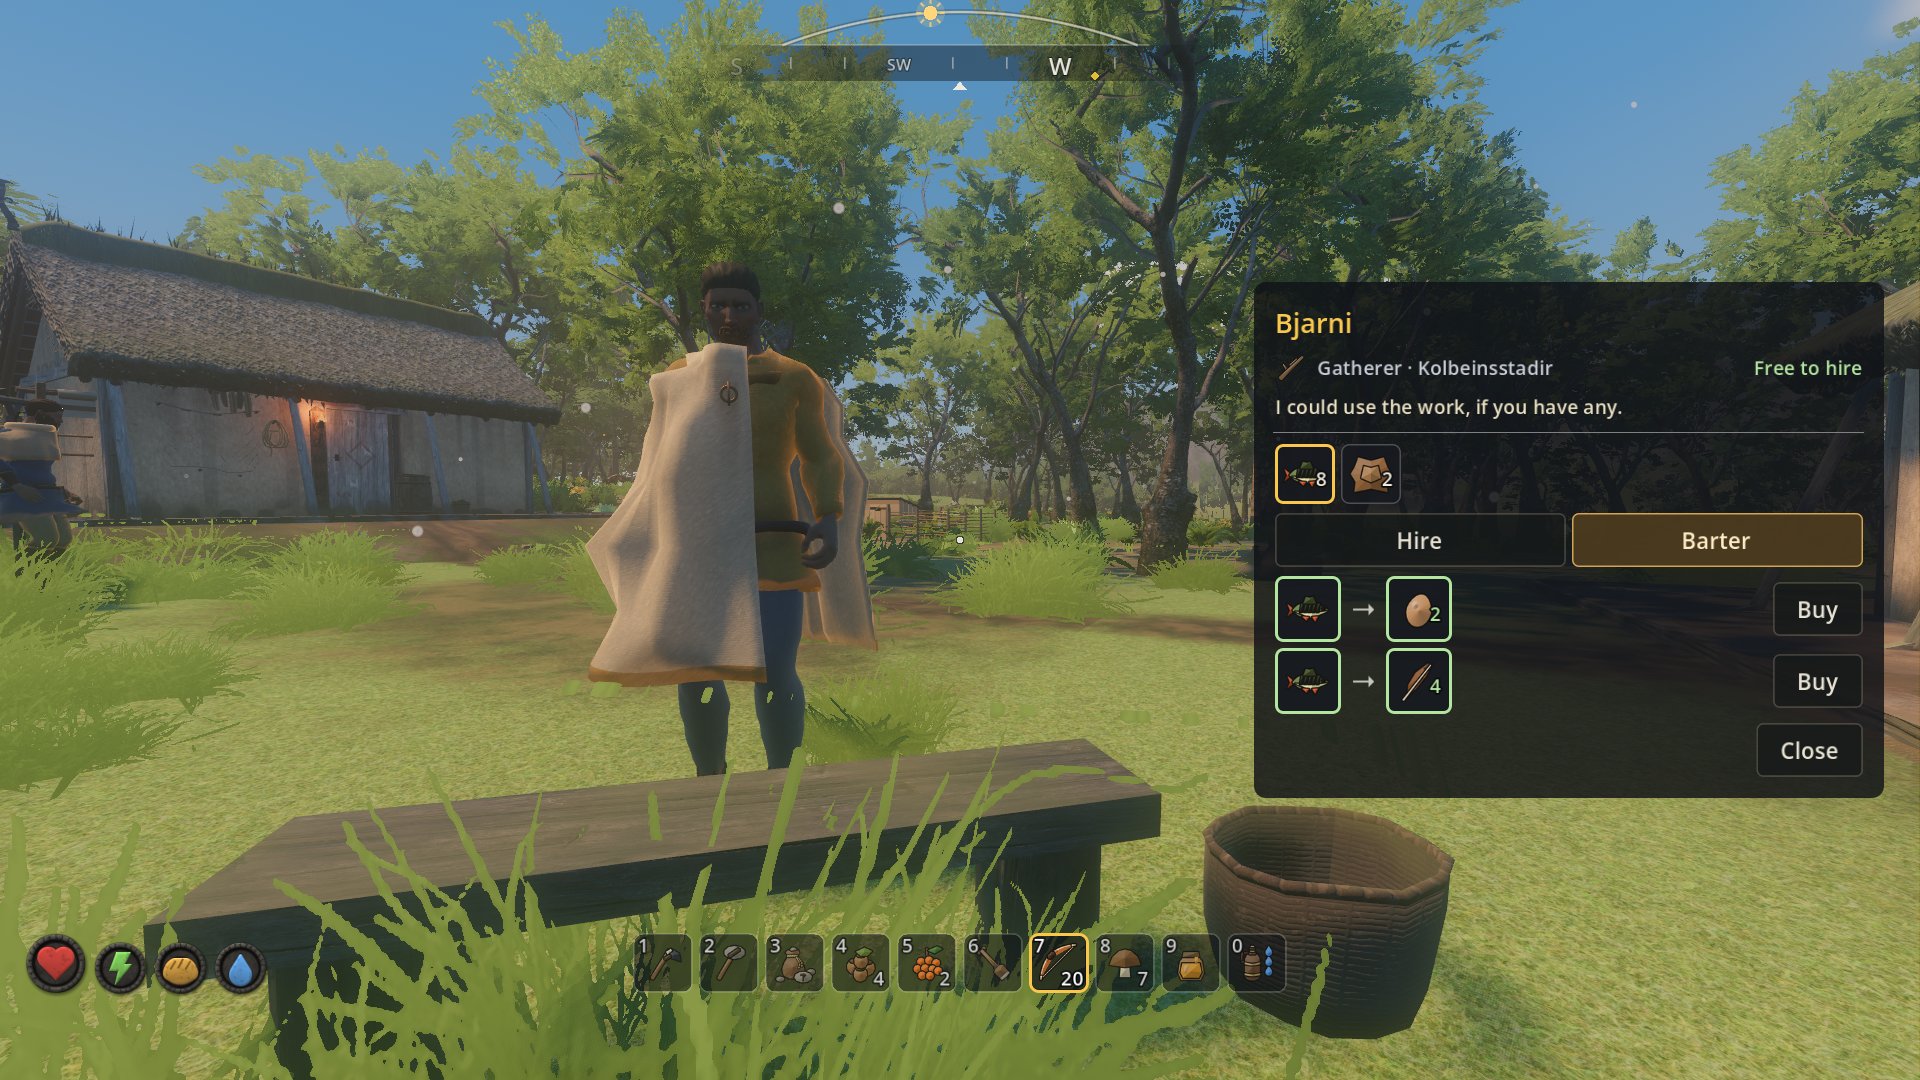 S SW W
Bjarni
Gatherer · Kolbeinsstadir Free to hire
I could use the work, if you have any.
8 2
Hire Barter
→ 2 Buy
→ 4 Buy
Close
1 2 3 4 5 6 7 8 9 0
4 2 20 7